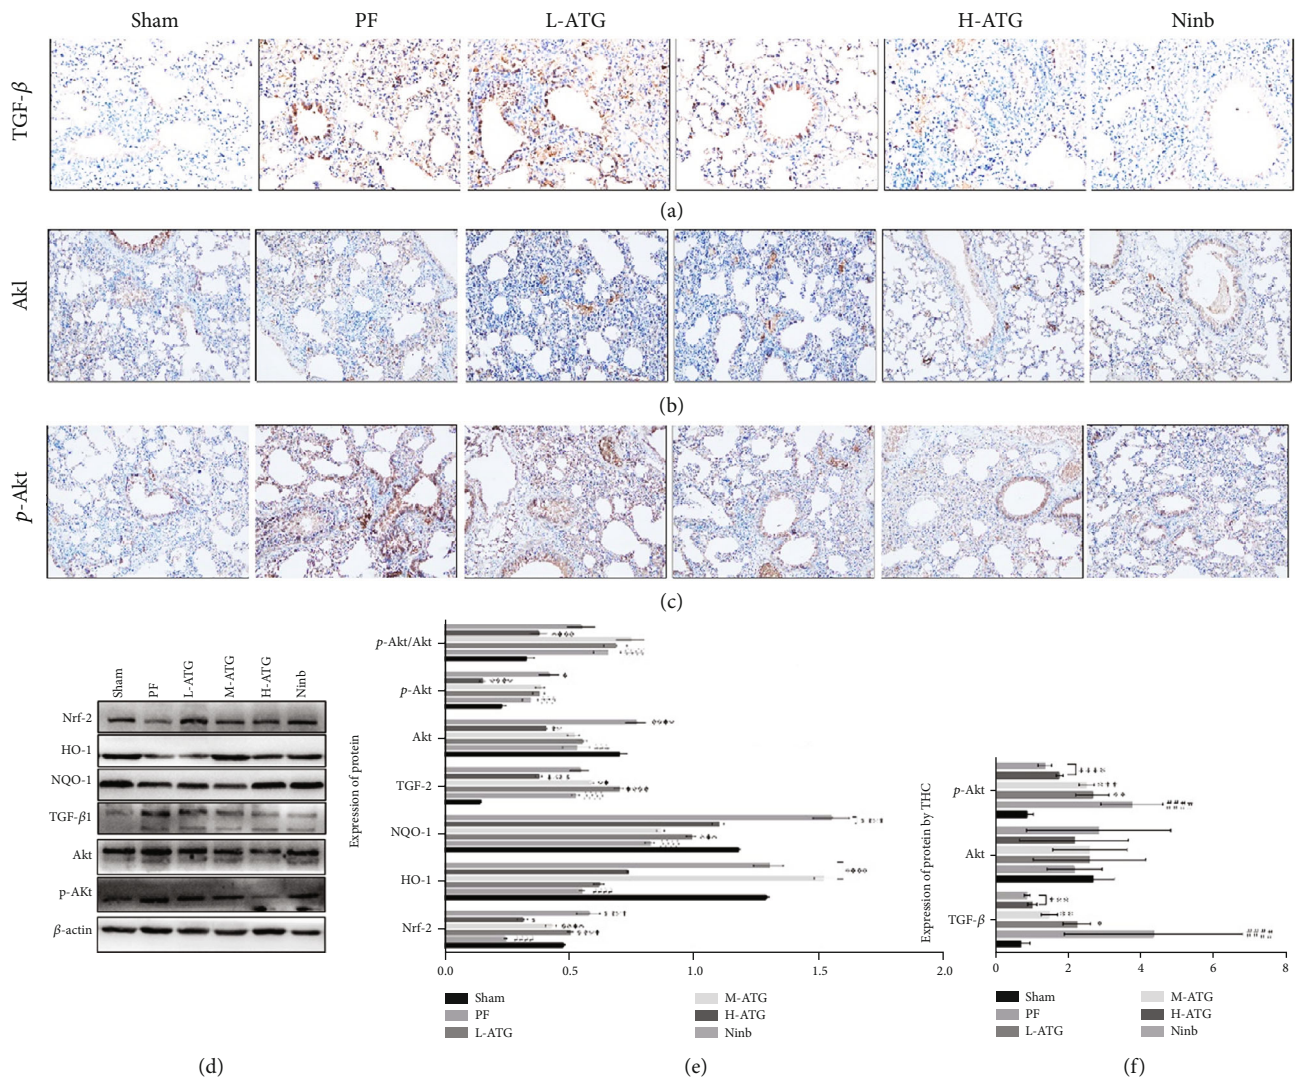 Sham PF L-ATG H-ATG Ninb
TGF-β
(a)
Akl
(b)
p-Akt
(c)
Sham PF L-ATG M-ATG H-ATG Ninb
Nrf-2
HO-1
NQO-1
TGF-β1
Akt
p-AKt
β-actin
(d)
Expression of protein
p-Akt/Akt
p-Akt
Akt
TGF-2
NQO-1
HO-1
Nrf-2
0.0 0.5 1.0 1.5 2.0
Sham M-ATG
PF H-ATG
L-ATG Ninb
(e)
Expression of protein by THC
p-Akt
Akt
TGF-β
0 2 4 6 8
Sham M-ATG
PF H-ATG
L-ATG Ninb
(f)